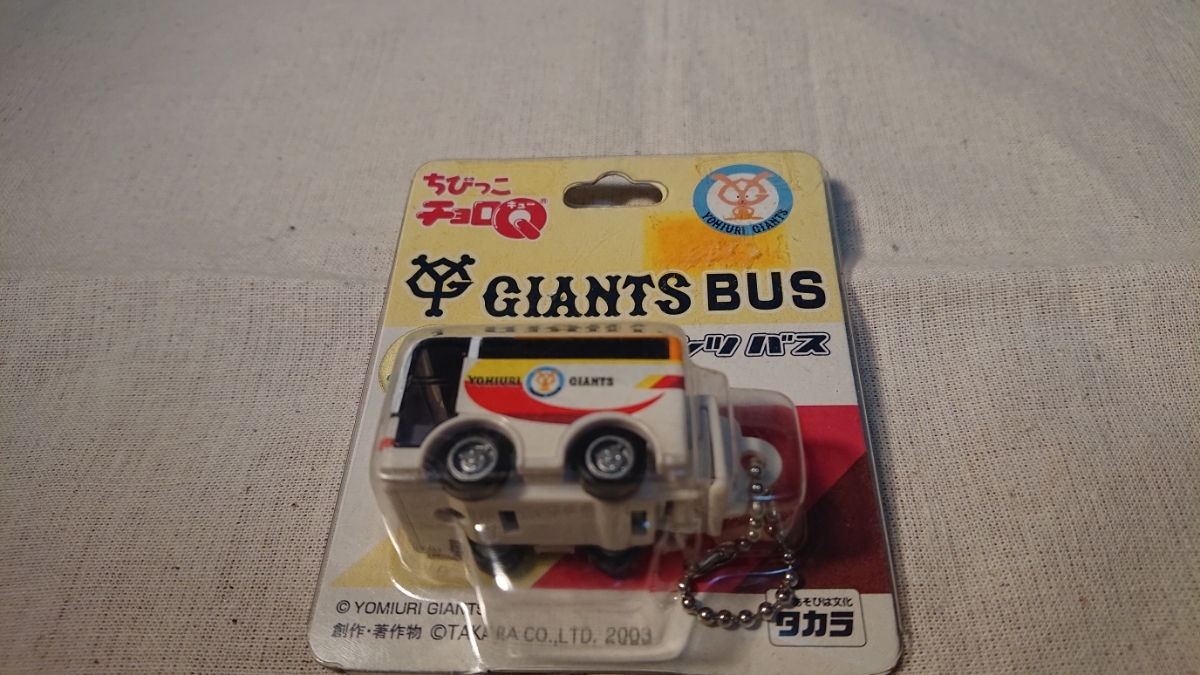 ちびっこ
チョロQ
キュー
YOMIURI GIANTS
GIANTS BUS
ツ バス
YOMIURI GIANTS
© YOMIURI GIANTS
創作・著作物 ©TAKARA CO.,LTD. 2003
あそびは文化
タカラ